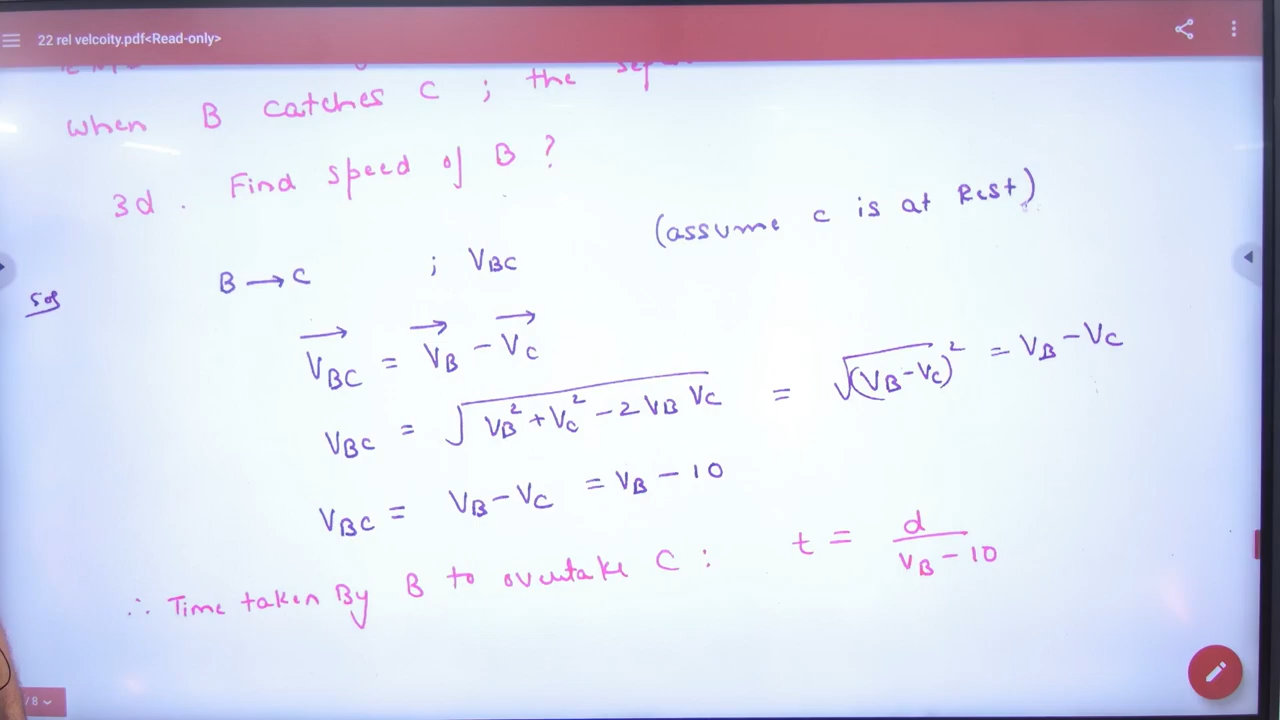 22 rel velcoity.pdf<Read-only>
when B catches C ; the
3d. Find speed of B ?
(assume C is at Rest)
Sol B → C ; VBC
→VBC = →VB - →VC
VBC = √(VB² + VC² - 2 VB VC) = √(VB - VC)² = VB - VC
VBC = VB - VC = VB - 10
∴ Time taken By B to overtake C : t = d / (VB - 10)
/8